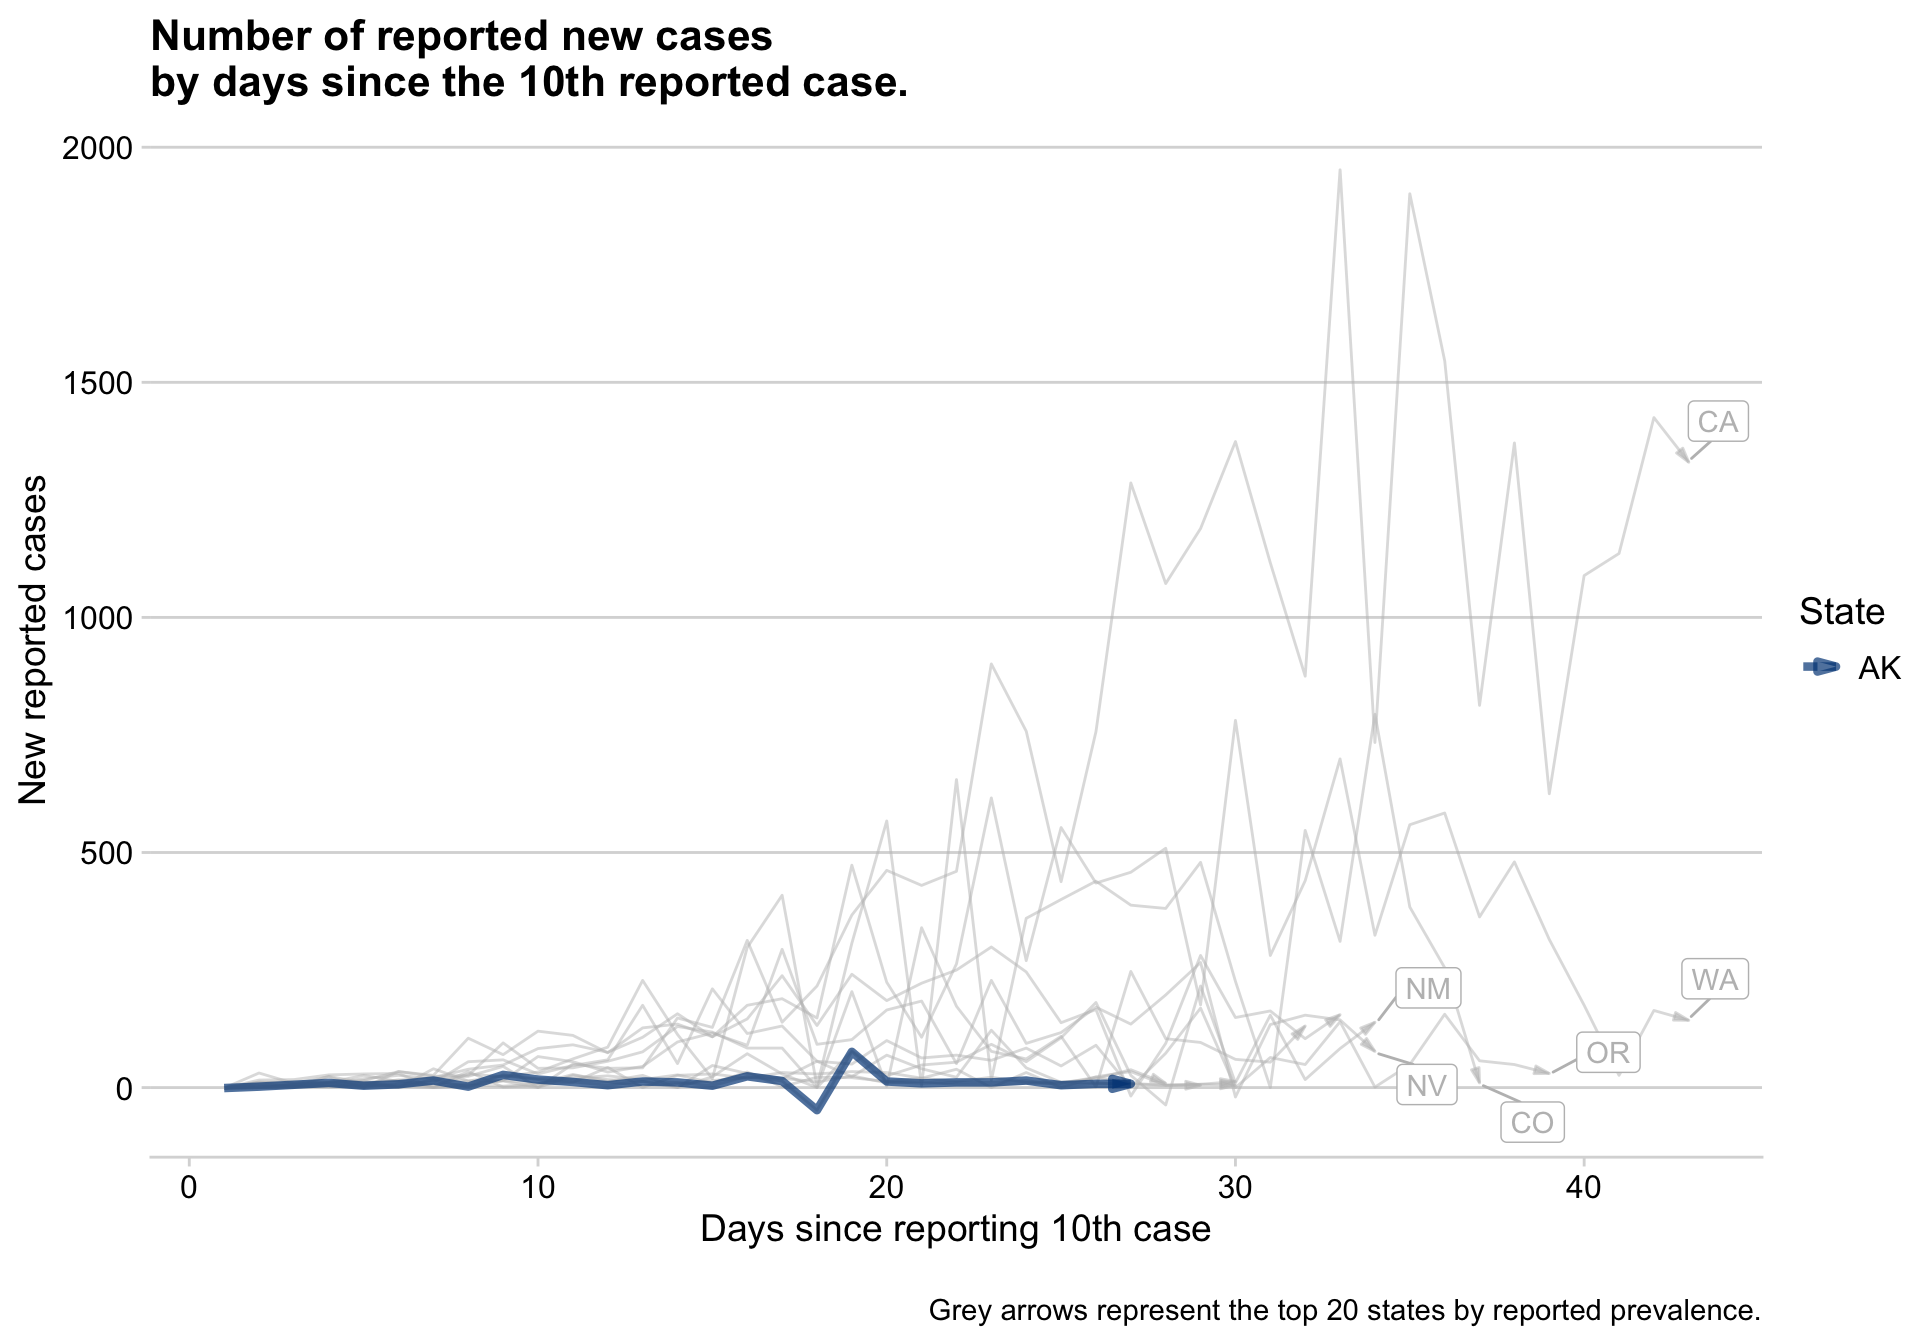 Number of reported new cases
by days since the 10th reported case.
2000
1500
1000
500
0
New reported cases
CA
WA
NM
OR
NV
CO
State
AK
0 10 20 30 40
Days since reporting 10th case
Grey arrows represent the top 20 states by reported prevalence.